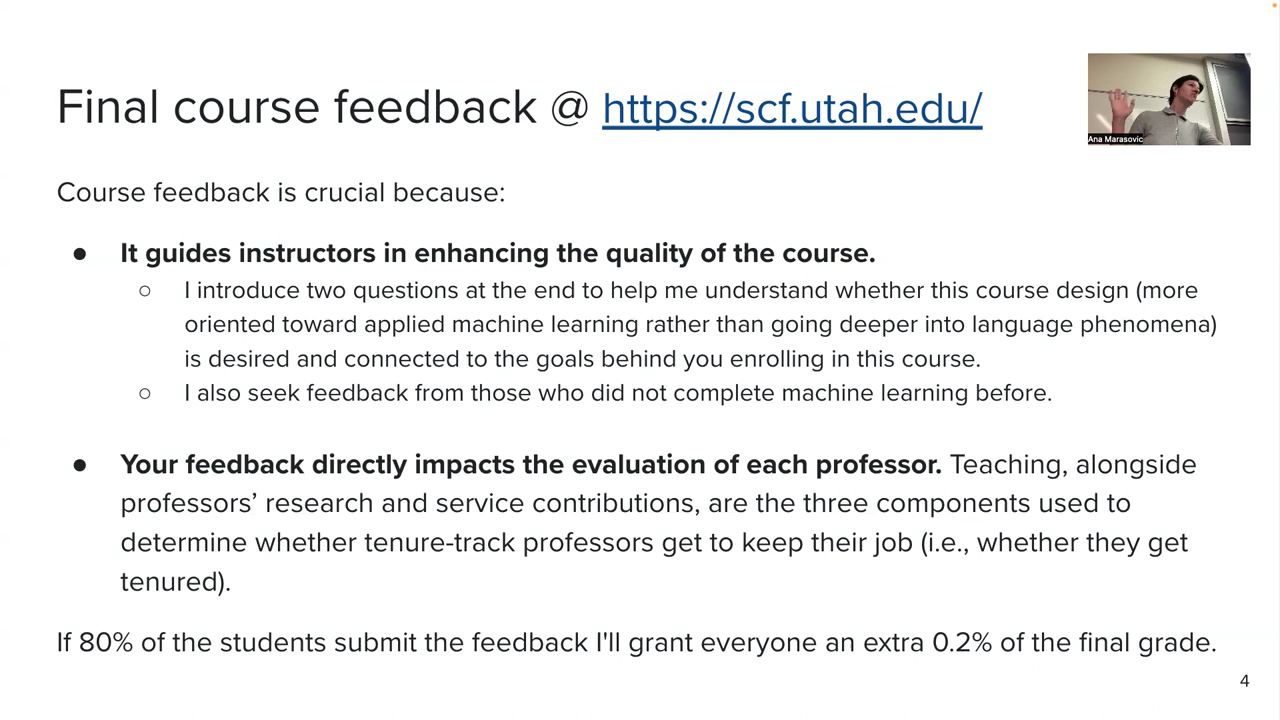 Final course feedback @ https://scf.utah.edu/
Ana Marasovic
Course feedback is crucial because:
● It guides instructors in enhancing the quality of the course.
○ I introduce two questions at the end to help me understand whether this course design (more
oriented toward applied machine learning rather than going deeper into language phenomena)
is desired and connected to the goals behind you enrolling in this course.
○ I also seek feedback from those who did not complete machine learning before.
● Your feedback directly impacts the evaluation of each professor. Teaching, alongside
professors’ research and service contributions, are the three components used to
determine whether tenure-track professors get to keep their job (i.e., whether they get
tenured).
If 80% of the students submit the feedback I'll grant everyone an extra 0.2% of the final grade.
4